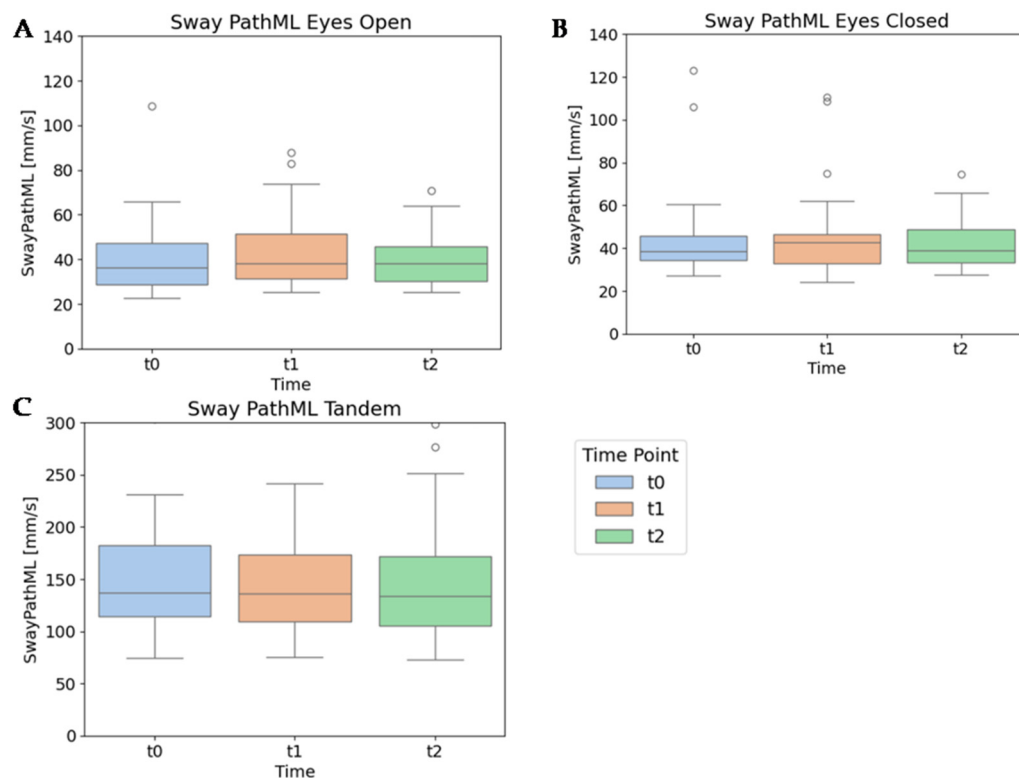 A
Sway PathML Eyes Open
SwayPathML [mm/s]
140
120
100
80
60
40
20
0
t0 t1 t2
Time
B
Sway PathML Eyes Closed
SwayPathML [mm/s]
140
120
100
80
60
40
20
0
t0 t1 t2
Time
C
Sway PathML Tandem
SwayPathML [mm/s]
300
250
200
150
100
50
0
t0 t1 t2
Time
Time Point
t0
t1
t2